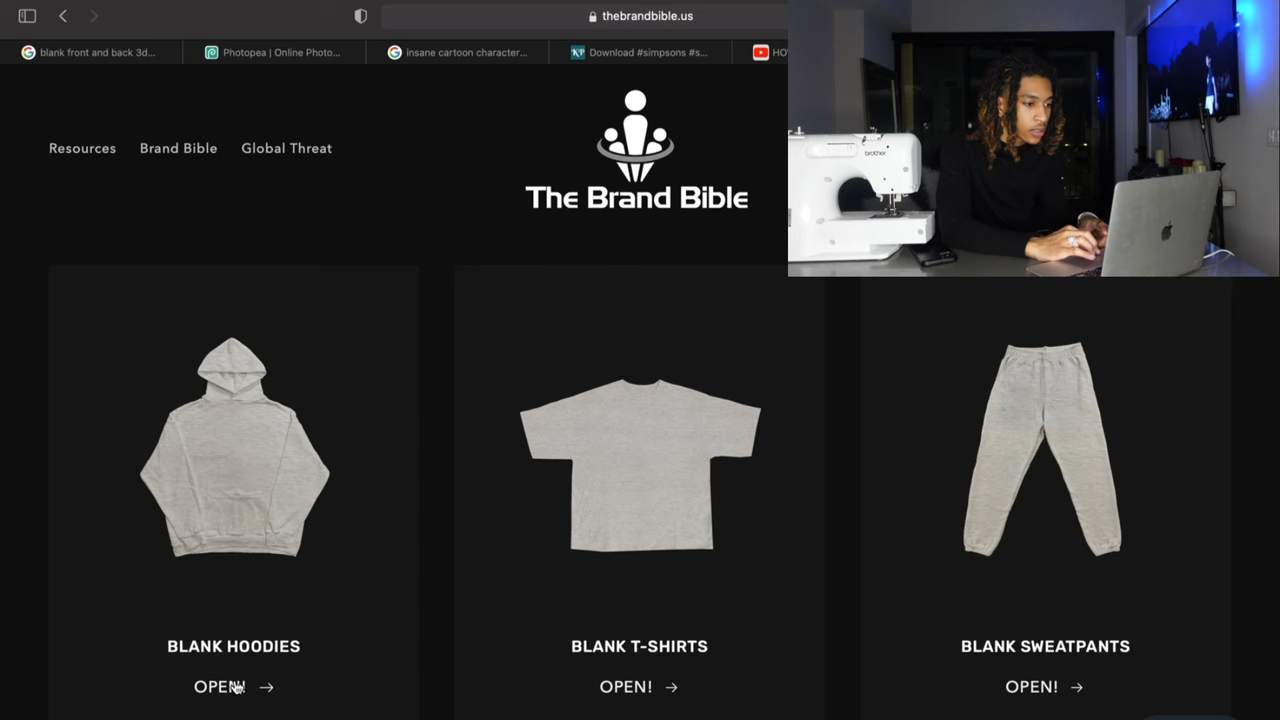 thebrandbible.us
blank front and back 3d...
Photopea | Online Photo...
insane cartoon character...
Download #simpsons #s...
HO
Resources
Brand Bible
Global Threat
The Brand Bible
brother
BLANK HOODIES
OPEN!
BLANK T-SHIRTS
OPEN!
BLANK SWEATPANTS
OPEN!